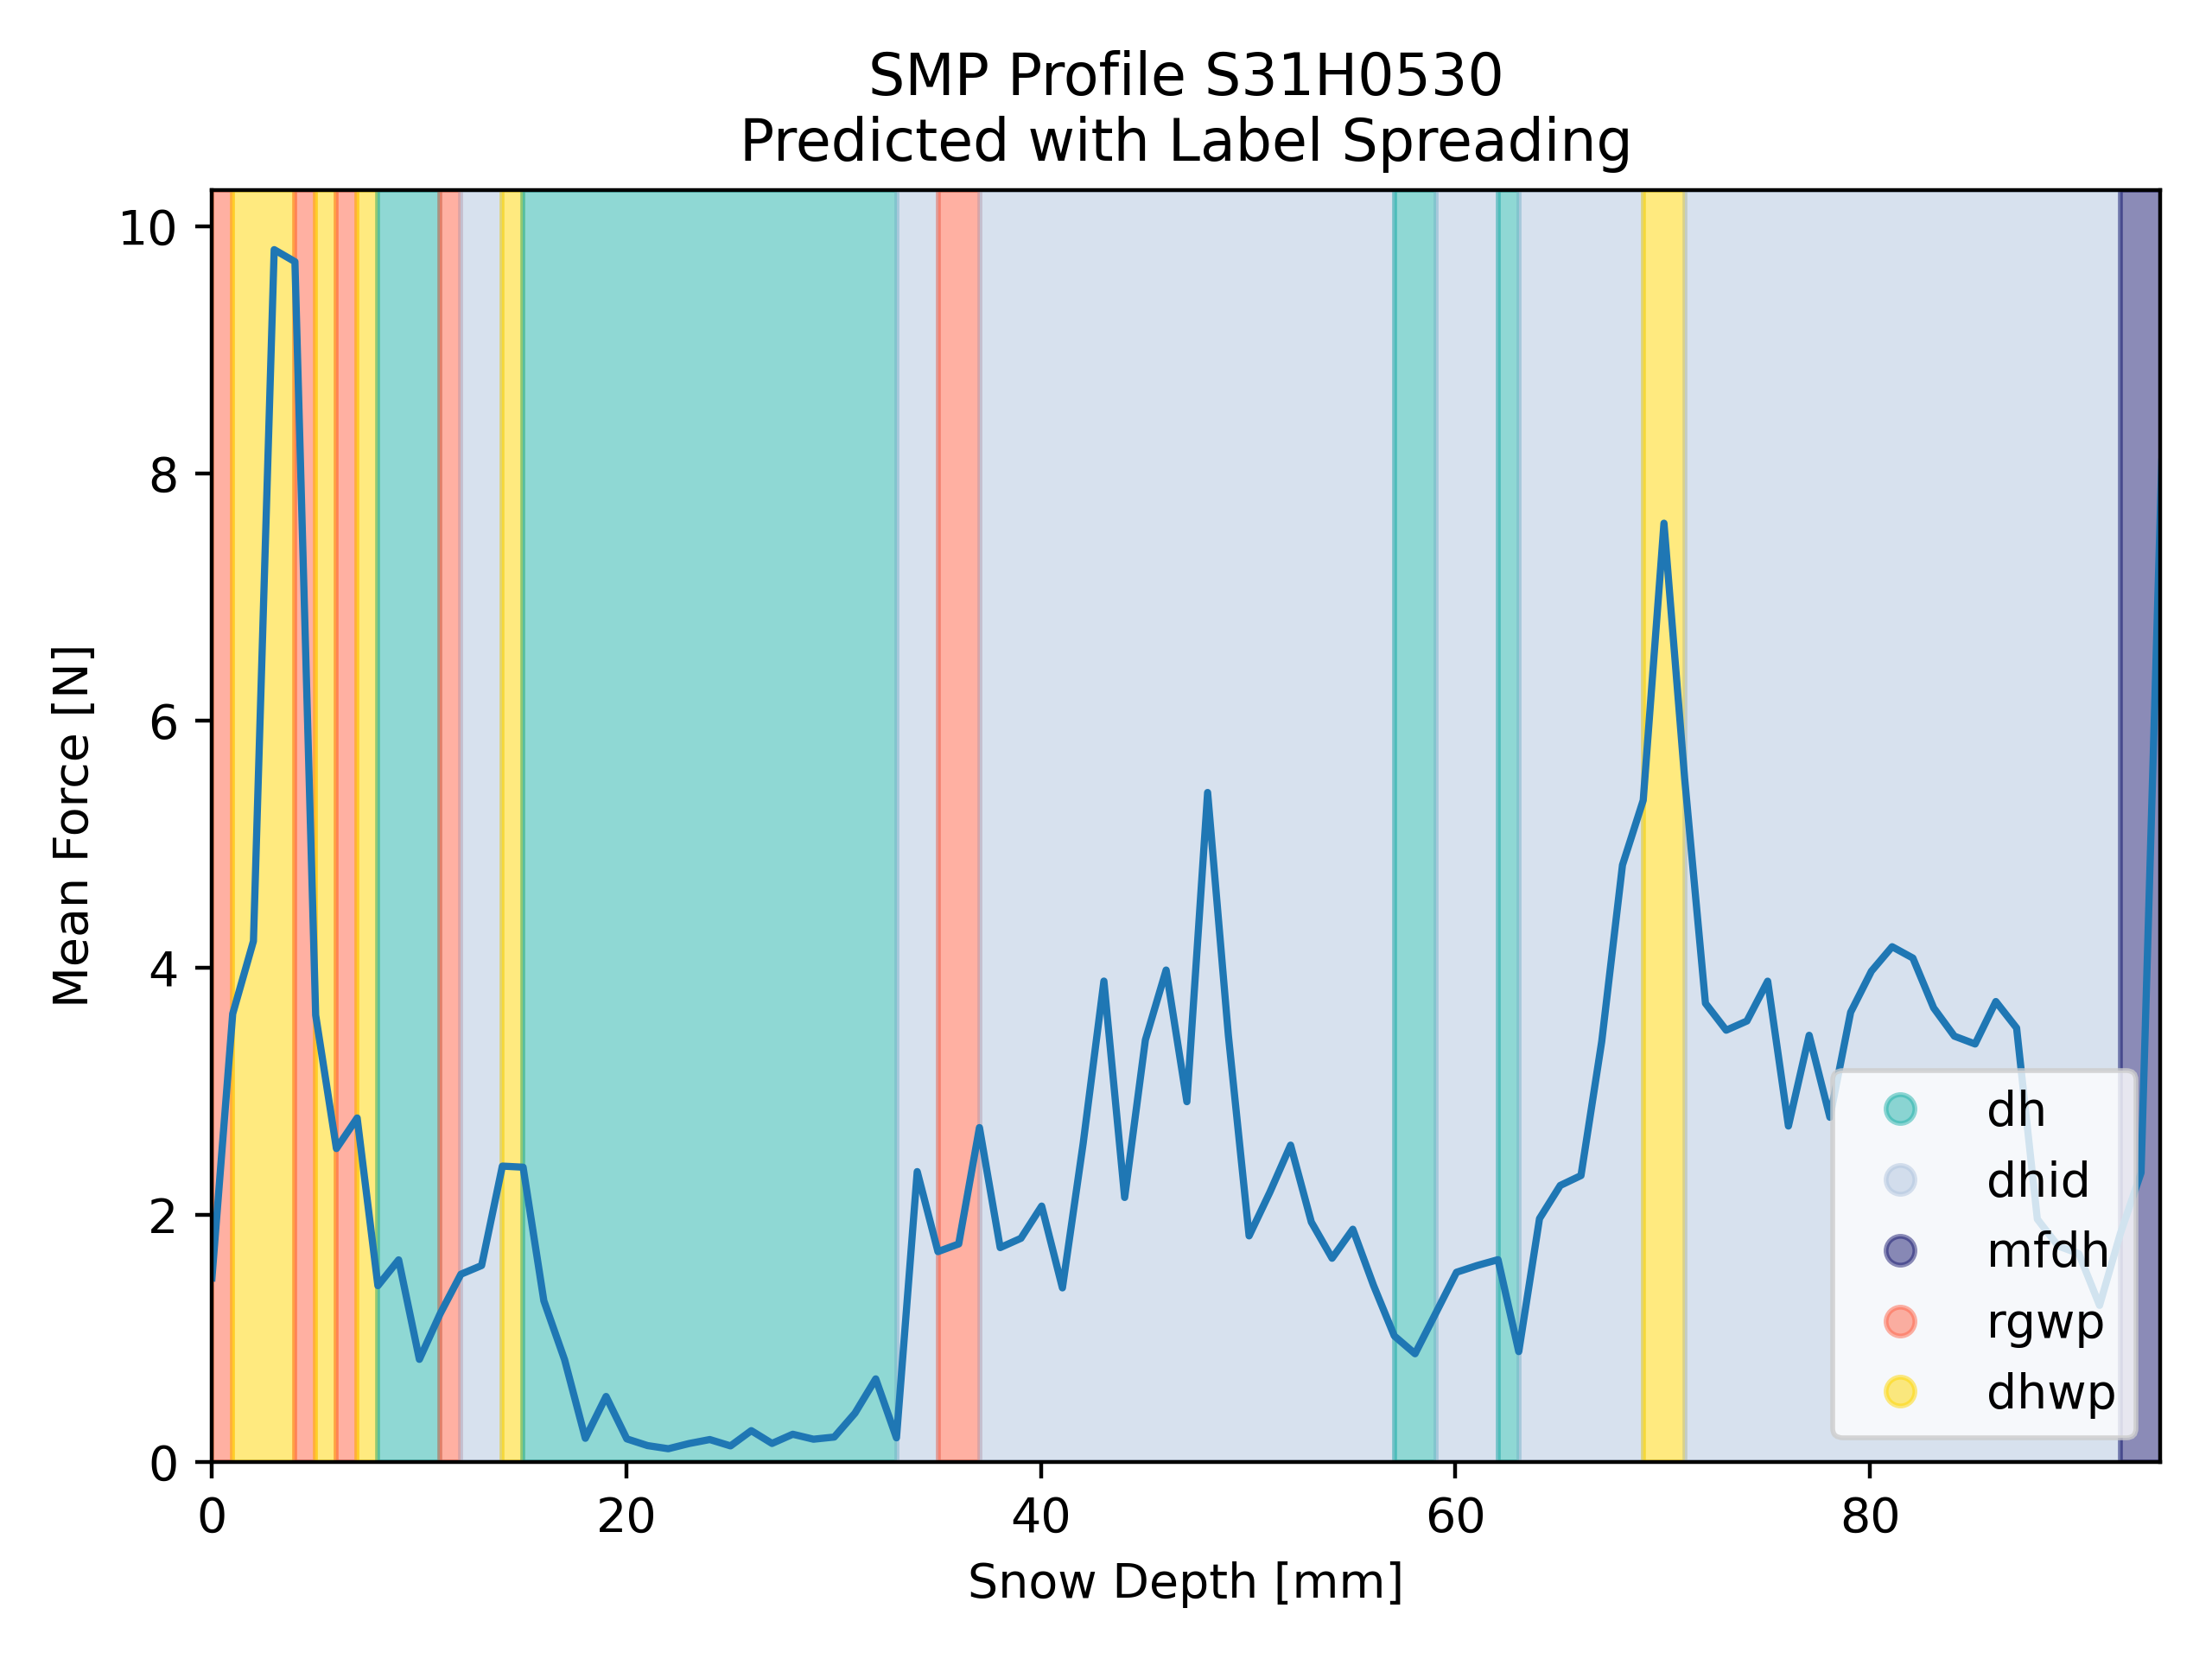 SMP Profile S31H0530
Predicted with Label Spreading
Mean Force [N]
10
8
6
4
2
0
0 20 40 60 80
Snow Depth [mm]
dh
dhid
mfdh
rgwp
dhwp